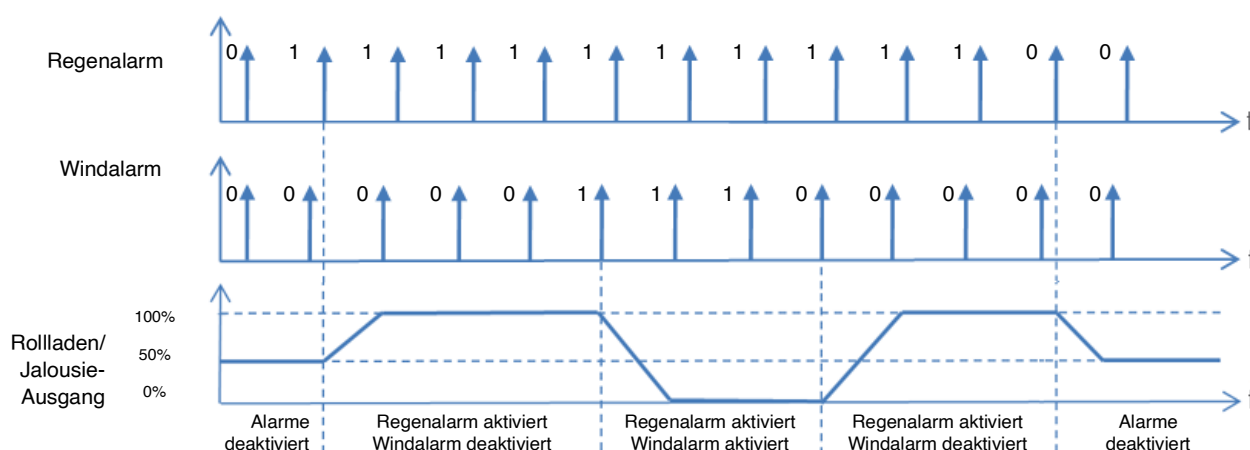 Regenalarm
0 1 1 1 1 1 1 1 1 1 1 0 0
t
Windalarm
0 0 0 0 0 1 1 1 0 0 0 0 0
t
100%
Rollladen/
50%
Jalousie-
0%
Ausgang
t
Alarme
deaktiviert
Regenalarm aktiviert
Windalarm deaktiviert
Regenalarm aktiviert
Windalarm aktiviert
Regenalarm aktiviert
Windalarm deaktiviert
Alarme
deaktiviert